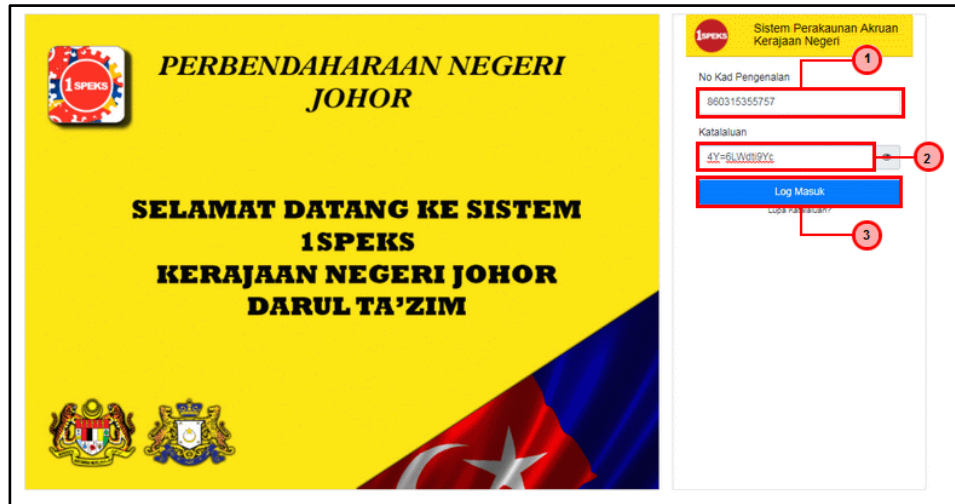 1SPEKS
PERBENDAHARAAN NEGERI
JOHOR
SELAMAT DATANG KE SISTEM
1SPEKS
KERAJAAN NEGERI JOHOR
DARUL TA'ZIM
1SPEKS
Sistem Perakaunan Akruan
Kerajaan Negeri
1
No Kad Pengenalan
860315355757
Katalaluan
4Y=6LWdti9Yc
2
Log Masuk
Lupa Katalaluan?
3